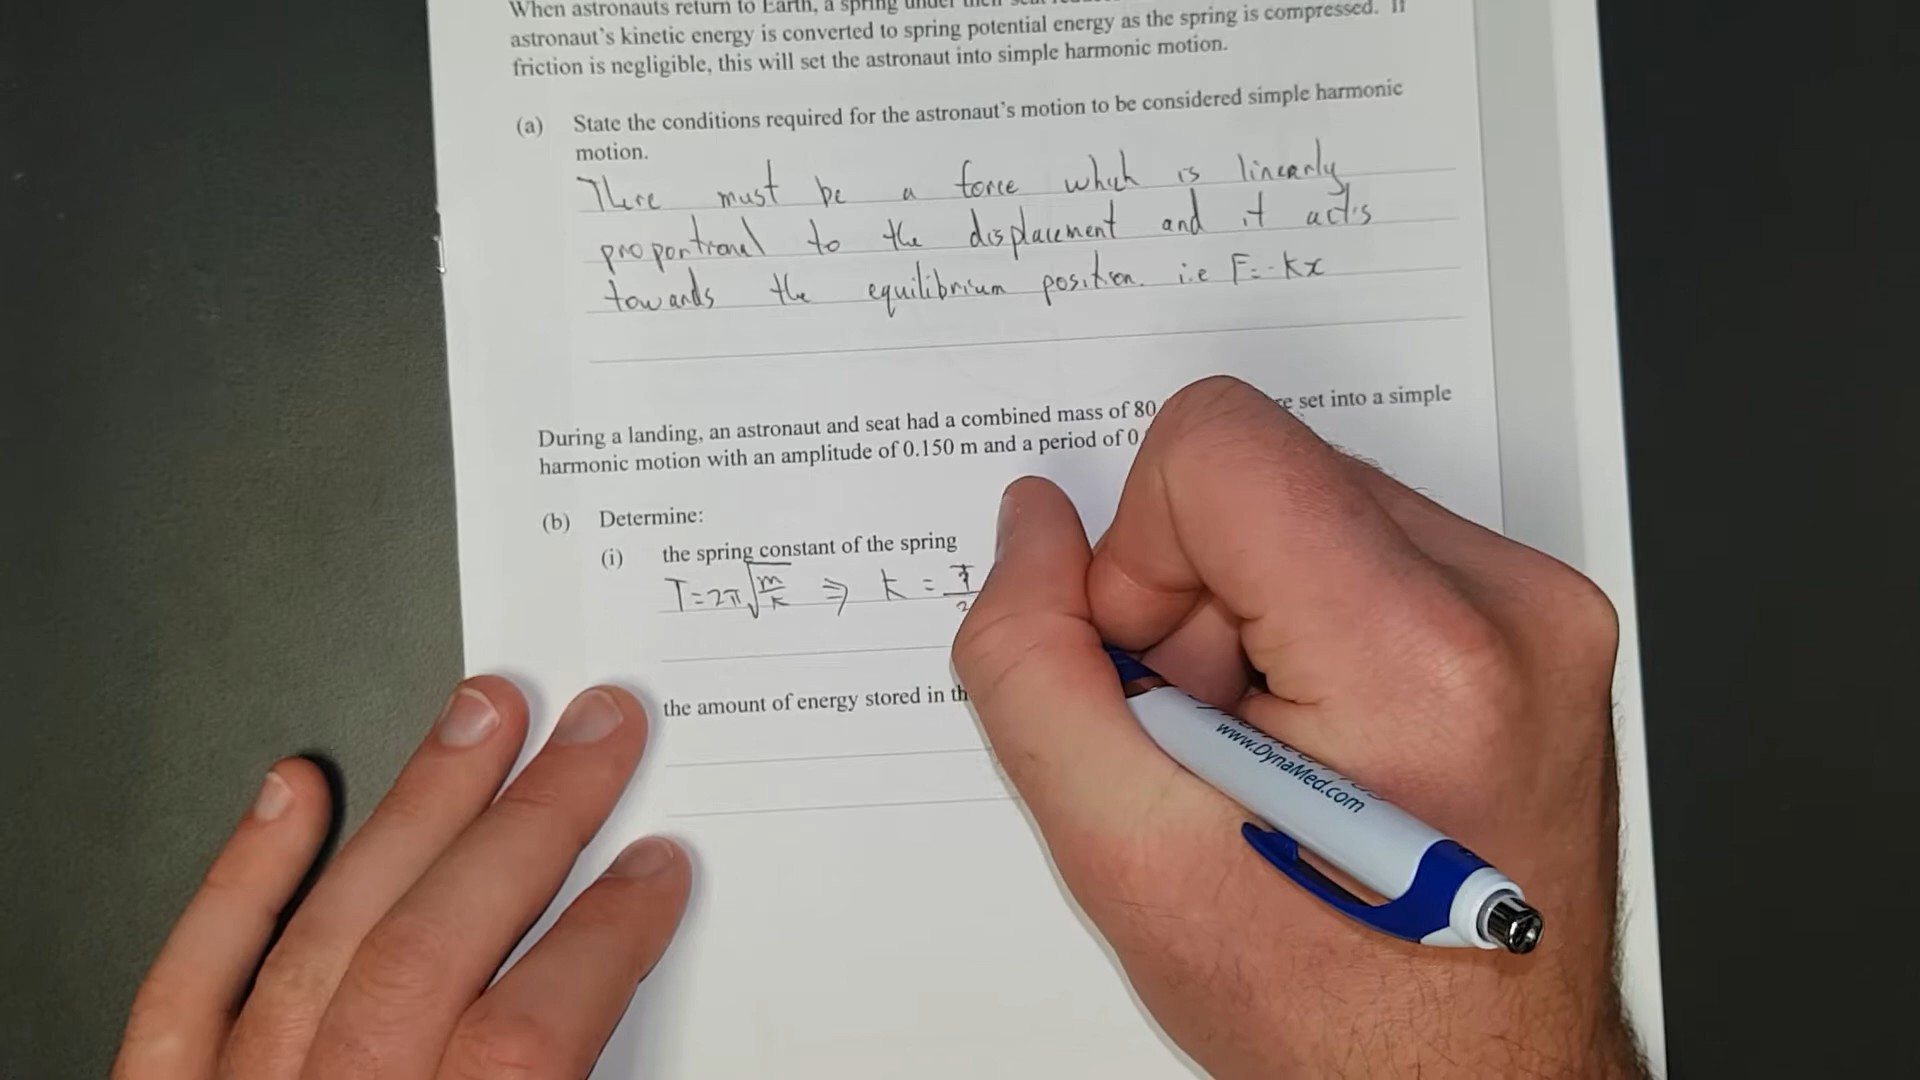 When astronauts return to Earth, a spring under their seat
astronaut's kinetic energy is converted to spring potential energy as the spring is compressed. If
friction is negligible, this will set the astronaut into simple harmonic motion.
(a) State the conditions required for the astronaut's motion to be considered simple harmonic
motion.
There must be a force which is linearly
proportional to the displacement and it acts
towards the equilibrium position. i.e F=-kx
During a landing, an astronaut and seat had a combined mass of 80 set into a simple
harmonic motion with an amplitude of 0.150 m and a period of 0
(b) Determine:
(i) the spring constant of the spring
T=2π√m/k ⇒ k =
the amount of energy stored in th
www.DynaMed.com